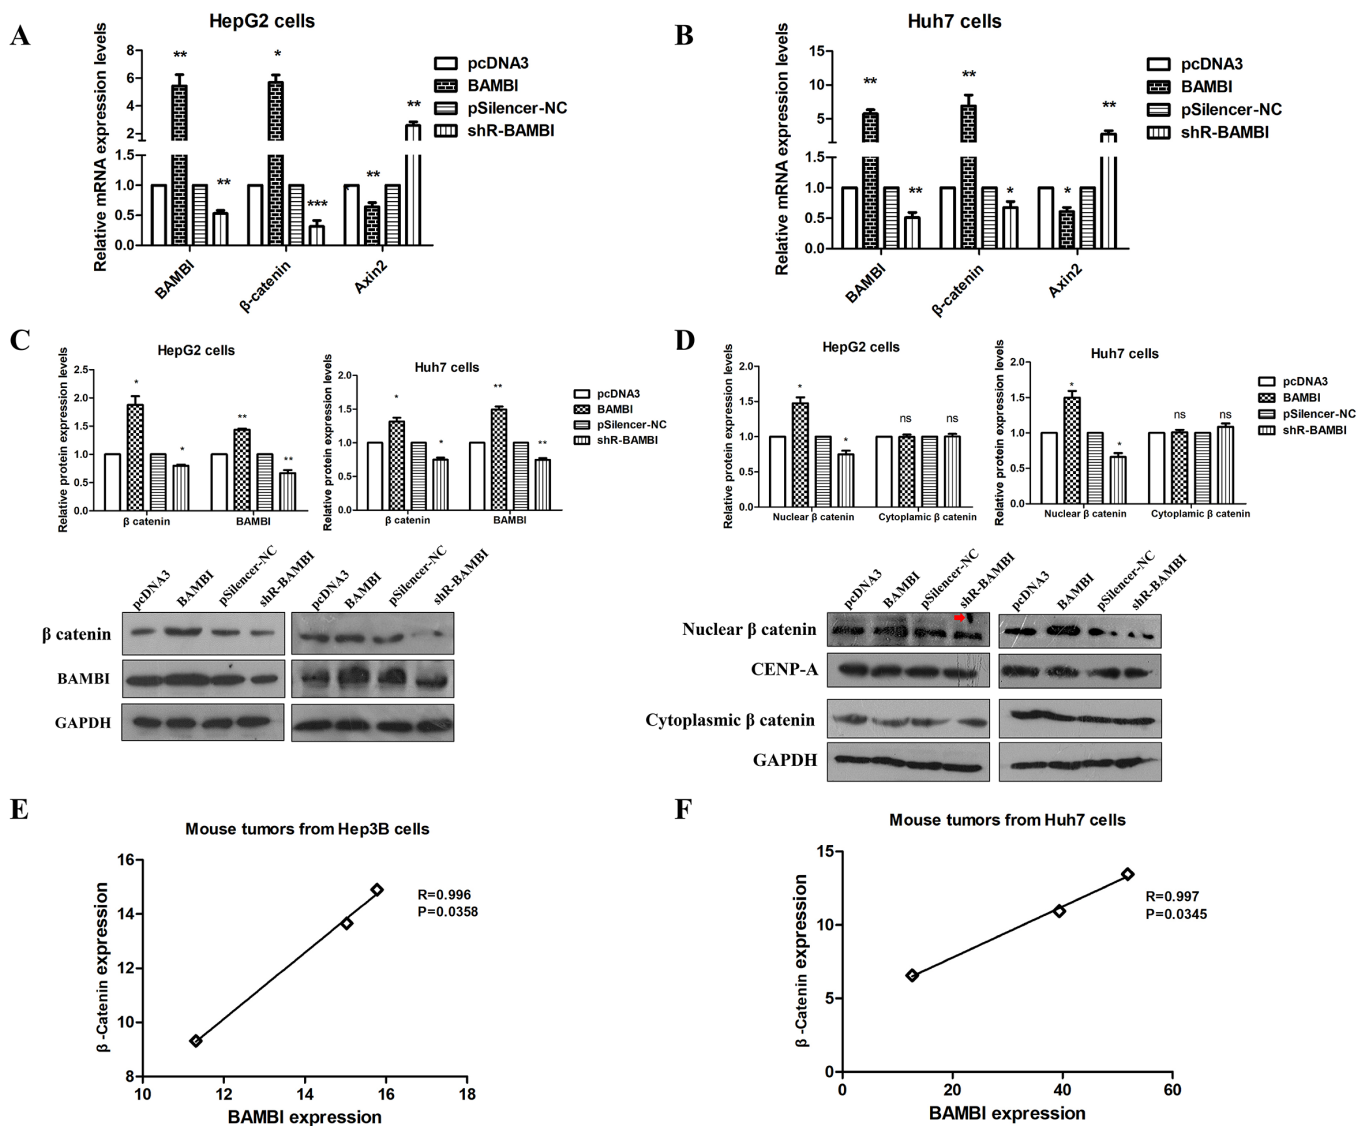 A
HepG2 cells
Relative mRNA expression levels
8
6
4
2
1.5
1.0
0.5
0.0
**
**
*
***
**
**
BAMBI
β-catenin
Axin2
pcDNA3
BAMBI
pSilencer-NC
shR-BAMBI
B
Huh7 cells
Relative mRNA expression levels
15
10
5
1.5
1.0
0.5
0.0
**
**
**
*
*
**
BAMBI
β-catenin
Axin2
pcDNA3
BAMBI
pSilencer-NC
shR-BAMBI
C
HepG2 cells
Relative protein expression levels
2.5
2.0
1.5
1.0
0.5
0.0
*
*
**
**
β catenin
BAMBI
Huh7 cells
Relative protein expression levels
2.0
1.5
1.0
0.5
0.0
*
*
**
**
β catenin
BAMBI
pcDNA3
BAMBI
pSilencer-NC
shR-BAMBI
pcDNA3
BAMBI
pSilencer-NC
shR-BAMBI
pcDNA3
BAMBI
pSilencer-NC
shR-BAMBI
β catenin
BAMBI
GAPDH
D
HepG2 cells
Relative protein expression levels
2.0
1.5
1.0
0.5
0.0
*
*
ns
ns
Nuclear β catenin
Cytoplamic β catenin
Huh7 cells
Relative protein expression levels
2.0
1.5
1.0
0.5
0.0
*
*
ns
ns
Nuclear β catenin
Cytoplamic β catenin
pcDNA3
BAMBI
pSilencer-NC
shR-BAMBI
pcDNA3
BAMBI
pSilencer-NC
shR-BAMBI
pcDNA3
BAMBI
pSilencer-NC
shR-BAMBI
Nuclear β catenin
CENP-A
Cytoplasmic β catenin
GAPDH
E
Mouse tumors from Hep3B cells
β -Catenin expression
16
14
12
10
8
R=0.996
P=0.0358
10
12
14
16
18
BAMBI expression
F
Mouse tumors from Huh7 cells
β -Catenin expression
15
10
5
0
R=0.997
P=0.0345
0
20
40
60
BAMBI expression